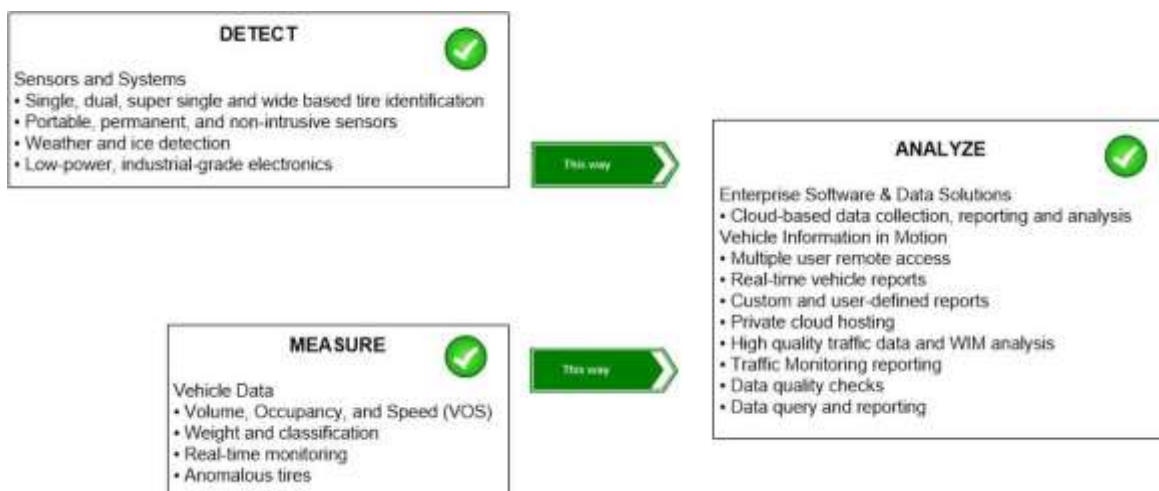 DETECT
Sensors and Systems
• Single, dual, super single and wide based tire identification
• Portable, permanent, and non-intrusive sensors
• Weather and ice detection
• Low-power, industrial-grade electronics
This way
MEASURE
Vehicle Data
• Volume, Occupancy, and Speed (VOS)
• Weight and classification
• Real-time monitoring
• Anomalous tires
This way
ANALYZE
Enterprise Software & Data Solutions
• Cloud-based data collection, reporting and analysis
Vehicle Information in Motion
• Multiple user remote access
• Real-time vehicle reports
• Custom and user-defined reports
• Private cloud hosting
• High quality traffic data and WIM analysis
• Traffic Monitoring reporting
• Data quality checks
• Data query and reporting